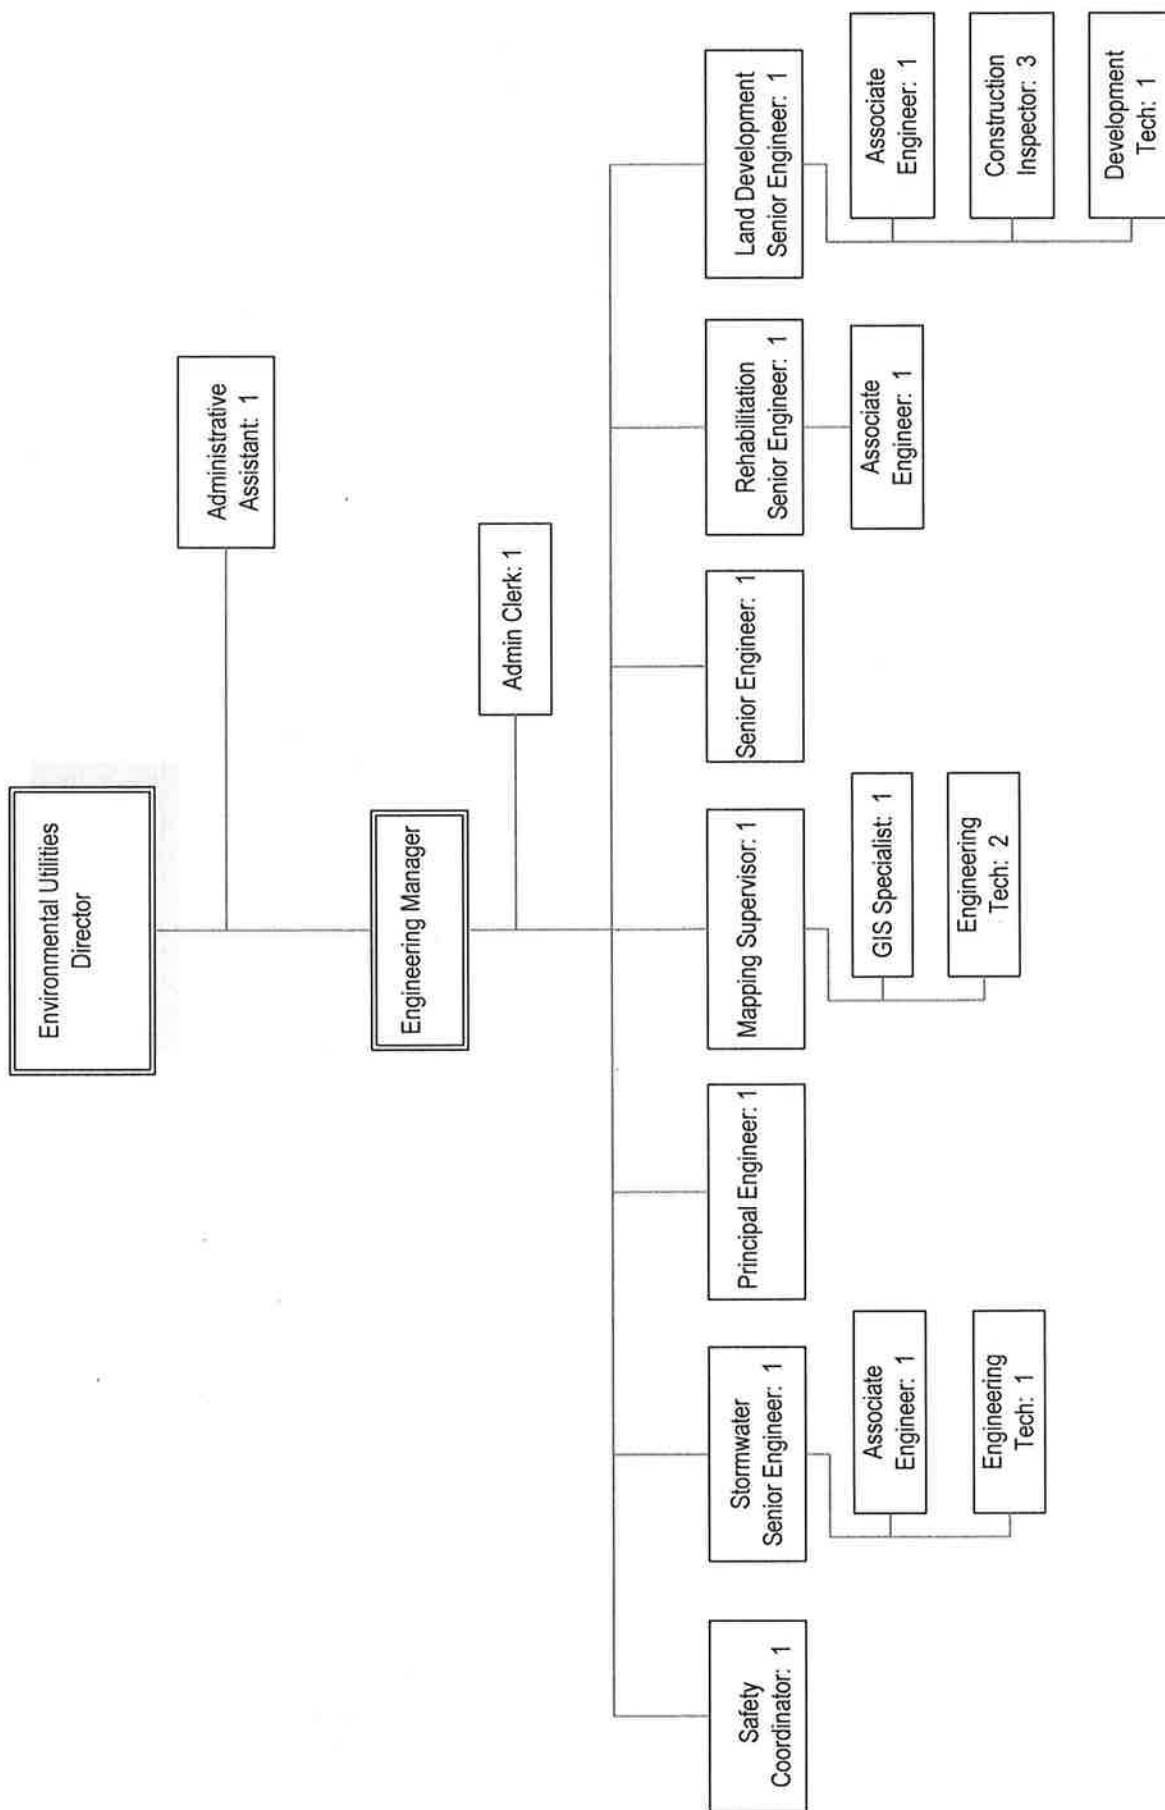 Environmental Utilities
Director
Administrative
Assistant: 1
Engineering Manager
Admin Clerk: 1
Safety
Coordinator: 1
Stormwater
Senior Engineer: 1
Principal Engineer: 1
Mapping Supervisor: 1
Senior Engineer: 1
Rehabilitation
Senior Engineer: 1
Land Development
Senior Engineer: 1
Associate
Engineer: 1
Engineering
Tech: 1
GIS Specialist: 1
Engineering
Tech: 2
Associate
Engineer: 1
Associate
Engineer: 1
Construction
Inspector: 3
Development
Tech: 1